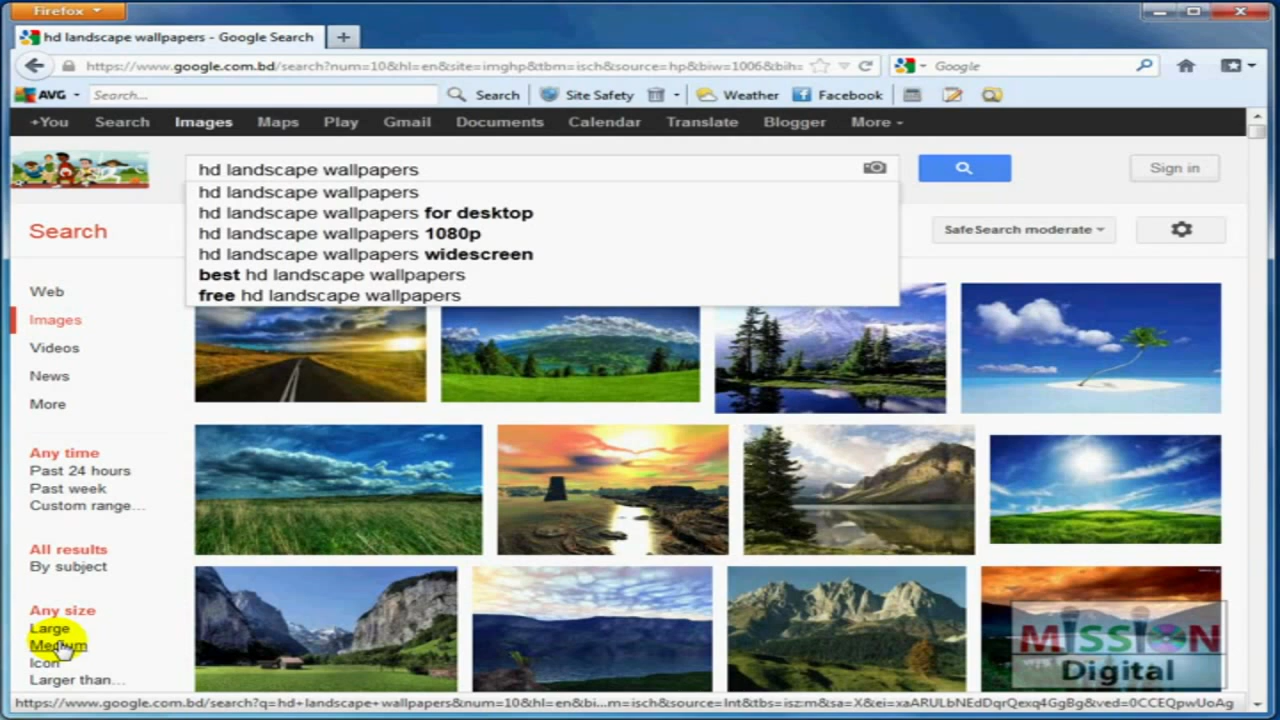 Firefox
hd landscape wallpapers - Google Search
https://www.google.com.bd/search?num=10&hl=en&site=imghp&tbm=isch&source=hp&biw=1006&bih=
Google
AVG Search... Search Site Safety Weather Facebook
+You Search Images Maps Play Gmail Documents Calendar Translate Blogger More
hd landscape wallpapers
Sign in
hd landscape wallpapers
hd landscape wallpapers for desktop
hd landscape wallpapers 1080p
hd landscape wallpapers widescreen
best hd landscape wallpapers
free hd landscape wallpapers
Search
SafeSearch moderate
Web
Images
Videos
News
More
Any time
Past 24 hours
Past week
Custom range...
All results
By subject
Any size
Large
Medium
Icon
Larger than...
MISSION
Digital
https://www.google.com.bd/search?q=hd+landscape+wallpapers&num=10&hl=en&bi...m=isch&source=lnt&tbs=isz:m&sa=X&ei=xaARULbNEdDqrQexq4GgBg&ved=0CCEQpwUoAg